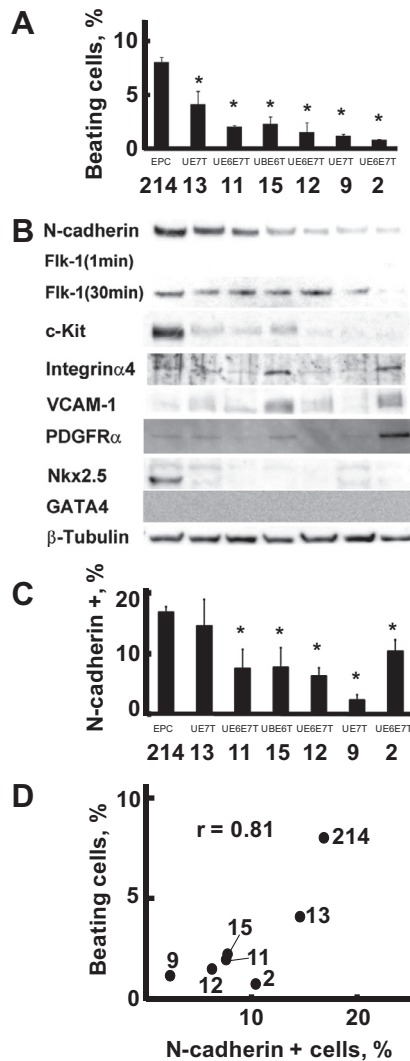 A
Beating cells, %
10
5
0
* * * * * *
EPC UE7T UE6E7T UBE6T UE6E7T UE7T UE6E7T
214 13 11 15 12 9 2
B
N-cadherin
Flk-1(1min)
Flk-1(30min)
c-Kit
Integrinα4
VCAM-1
PDGFRα
Nkx2.5
GATA4
β-Tubulin
C
N-cadherin +, %
20
10
0
* * * * *
EPC UE7T UE6E7T UBE6T UE6E7T UE7T UE6E7T
214 13 11 15 12 9 2
D
Beating cells, %
10
5
0
r = 0.81
214
13
15
11
9
12
2
10 20
N-cadherin + cells, %